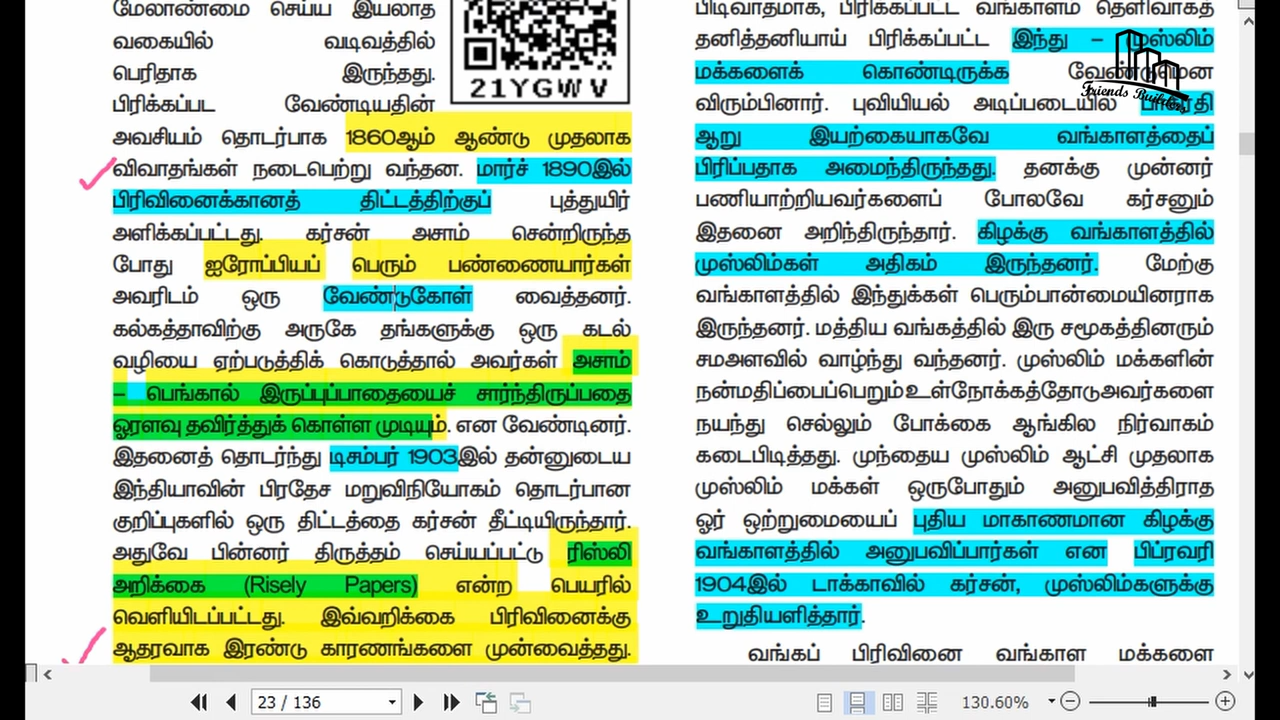 மேலாண்மை செய்ய இயலாத
வகையில் வடிவத்தில்
பெரிதாக இருந்தது.
பிரிக்கப்பட வேண்டியதின்
அவசியம் தொடர்பாக 1860ஆம் ஆண்டு முதலாக
விவாதங்கள் நடைபெற்று வந்தன. மார்ச் 1890இல்
பிரிவினைக்கானத் திட்டத்திற்குப் புத்துயிர்
அளிக்கப்பட்டது. கர்சன் அசாம் சென்றிருந்த
போது ஐரோப்பியப் பெரும் பண்ணையார்கள்
அவரிடம் ஒரு வேண்டுகோள் வைத்தனர்.
கல்கத்தாவிற்கு அருகே தங்களுக்கு ஒரு கடல்
வழியை ஏற்படுத்திக் கொடுத்தால் அவர்கள் அசாம்
– பெங்கால் இருப்புப்பாதையைச் சார்ந்திருப்பதை
ஓரளவு தவிர்த்துக் கொள்ள முடியும். என வேண்டினர்.
இதனைத் தொடர்ந்து டிசம்பர் 1903இல் தன்னுடைய
இந்தியாவின் பிரதேச மறுவிநியோகம் தொடர்பான
குறிப்புகளில் ஒரு திட்டத்தை கர்சன் தீட்டியிருந்தார்.
அதுவே பின்னர் திருத்தம் செய்யப்பட்டு ரிஸ்லி
அறிக்கை (Risely Papers) என்ற பெயரில்
வெளியிடப்பட்டது. இவ்வறிக்கை பிரிவினைக்கு
ஆதரவாக இரண்டு காரணங்களை முன்வைத்தது.
21YGWV
பிடிவாதமாக, பிரிக்கப்பட்ட வங்காளம் தெளிவாகத்
தனித்தனியாய் பிரிக்கப்பட்ட இந்து – முஸ்லிம்
மக்களைக் கொண்டிருக்க வேண்டுமென
விரும்பினார். புவியியல் அடிப்படையில் பாகீரதி
ஆறு இயற்கையாகவே வங்காளத்தைப்
பிரிப்பதாக அமைந்திருந்தது. தனக்கு முன்னர்
பணியாற்றியவர்களைப் போலவே கர்சனும்
இதனை அறிந்திருந்தார். கிழக்கு வங்காளத்தில்
முஸ்லிம்கள் அதிகம் இருந்தனர். மேற்கு
வங்காளத்தில் இந்துக்கள் பெரும்பான்மையினராக
இருந்தனர். மத்திய வங்கத்தில் இரு சமூகத்தினரும்
சமஅளவில் வாழ்ந்து வந்தனர். முஸ்லிம் மக்களின்
நன்மதிப்பைப்பெறும்உள்நோக்கத்தோடுஅவர்களை
நயந்து செல்லும் போக்கை ஆங்கில நிர்வாகம்
கடைபிடித்தது. முந்தைய முஸ்லிம் ஆட்சி முதலாக
முஸ்லிம் மக்கள் ஒருபோதும் அனுபவித்திராத
ஓர் ஒற்றுமையைப் புதிய மாகாணமான கிழக்கு
வங்காளத்தில் அனுபவிப்பார்கள் என பிப்ரவரி
1904இல் டாக்காவில் கர்சன், முஸ்லிம்களுக்கு
உறுதியளித்தார்.
வங்கப் பிரிவினை வங்காள மக்களை
Friends Builders
23 / 136
130.60%